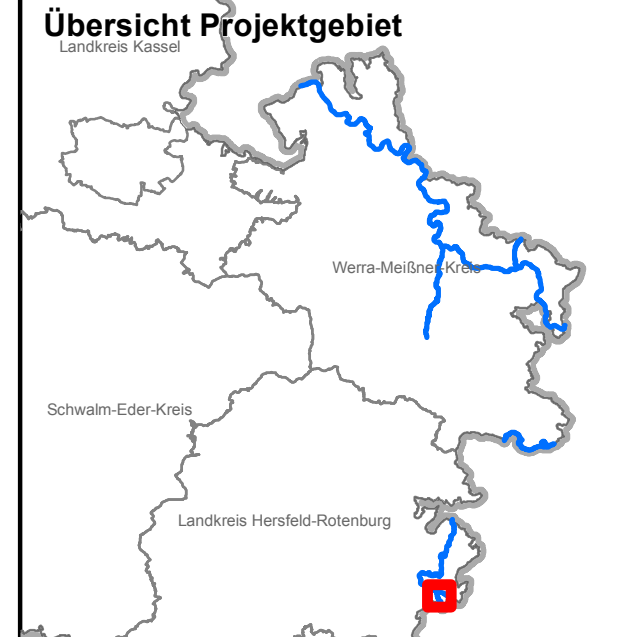 Übersicht Projektgebiet
Landkreis Kassel
Werra-Meißner-Kreis
Schwalm-Eder-Kreis
Landkreis Hersfeld-Rotenburg